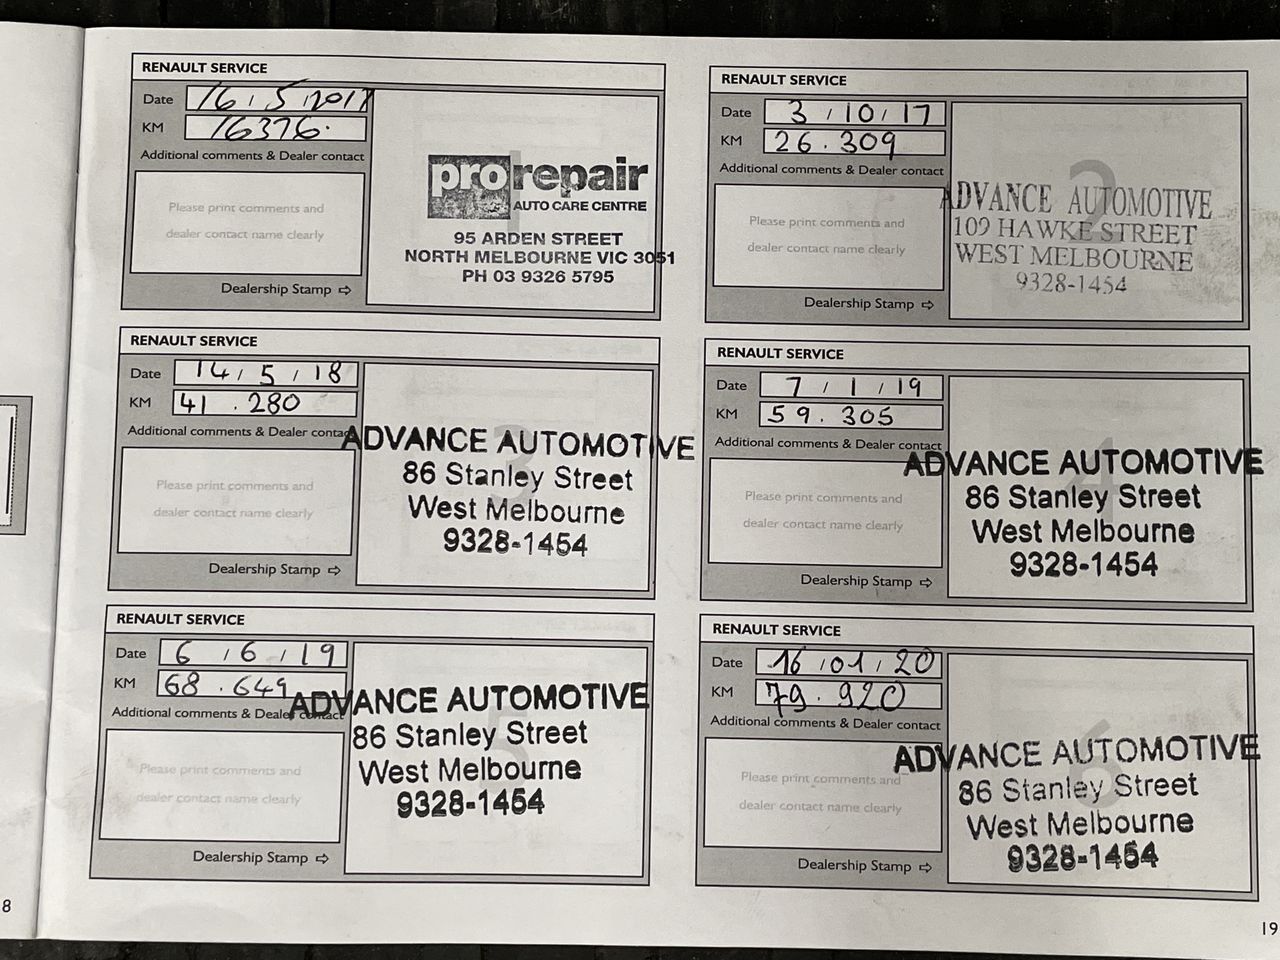 RENAULT SERVICE
Date 16 / 5 / 2017
KM 16376.
Additional comments & Dealer contact
Please print comments and
dealer contact name clearly
Dealership Stamp ⇨
1
prorepair
AUTO CARE CENTRE
95 ARDEN STREET
NORTH MELBOURNE VIC 3051
PH 03 9326 5795
RENAULT SERVICE
Date 3 / 10 / 17
KM 26.309
Additional comments & Dealer contact
Please print comments and
dealer contact name clearly
Dealership Stamp ⇨
2
ADVANCE AUTOMOTIVE
109 HAWKE STREET
WEST MELBOURNE
9328-1454
RENAULT SERVICE
Date 14 / 5 / 18
KM 41.280
Additional comments & Dealer contact
Please print comments and
dealer contact name clearly
Dealership Stamp ⇨
3
ADVANCE AUTOMOTIVE
86 Stanley Street
West Melbourne
9328-1454
RENAULT SERVICE
Date 7 / 1 / 19
KM 59.305
Additional comments & Dealer contact
Please print comments and
dealer contact name clearly
Dealership Stamp ⇨
4
ADVANCE AUTOMOTIVE
86 Stanley Street
West Melbourne
9328-1454
RENAULT SERVICE
Date 6 / 6 / 19
KM 68.649
Additional comments & Dealer contact
Please print comments and
dealer contact name clearly
Dealership Stamp ⇨
5
ADVANCE AUTOMOTIVE
86 Stanley Street
West Melbourne
9328-1454
RENAULT SERVICE
Date 16 / 01 / 20
KM 79.920
Additional comments & Dealer contact
Please print comments and
dealer contact name clearly
Dealership Stamp ⇨
6
ADVANCE AUTOMOTIVE
86 Stanley Street
West Melbourne
9328-1454
8
19